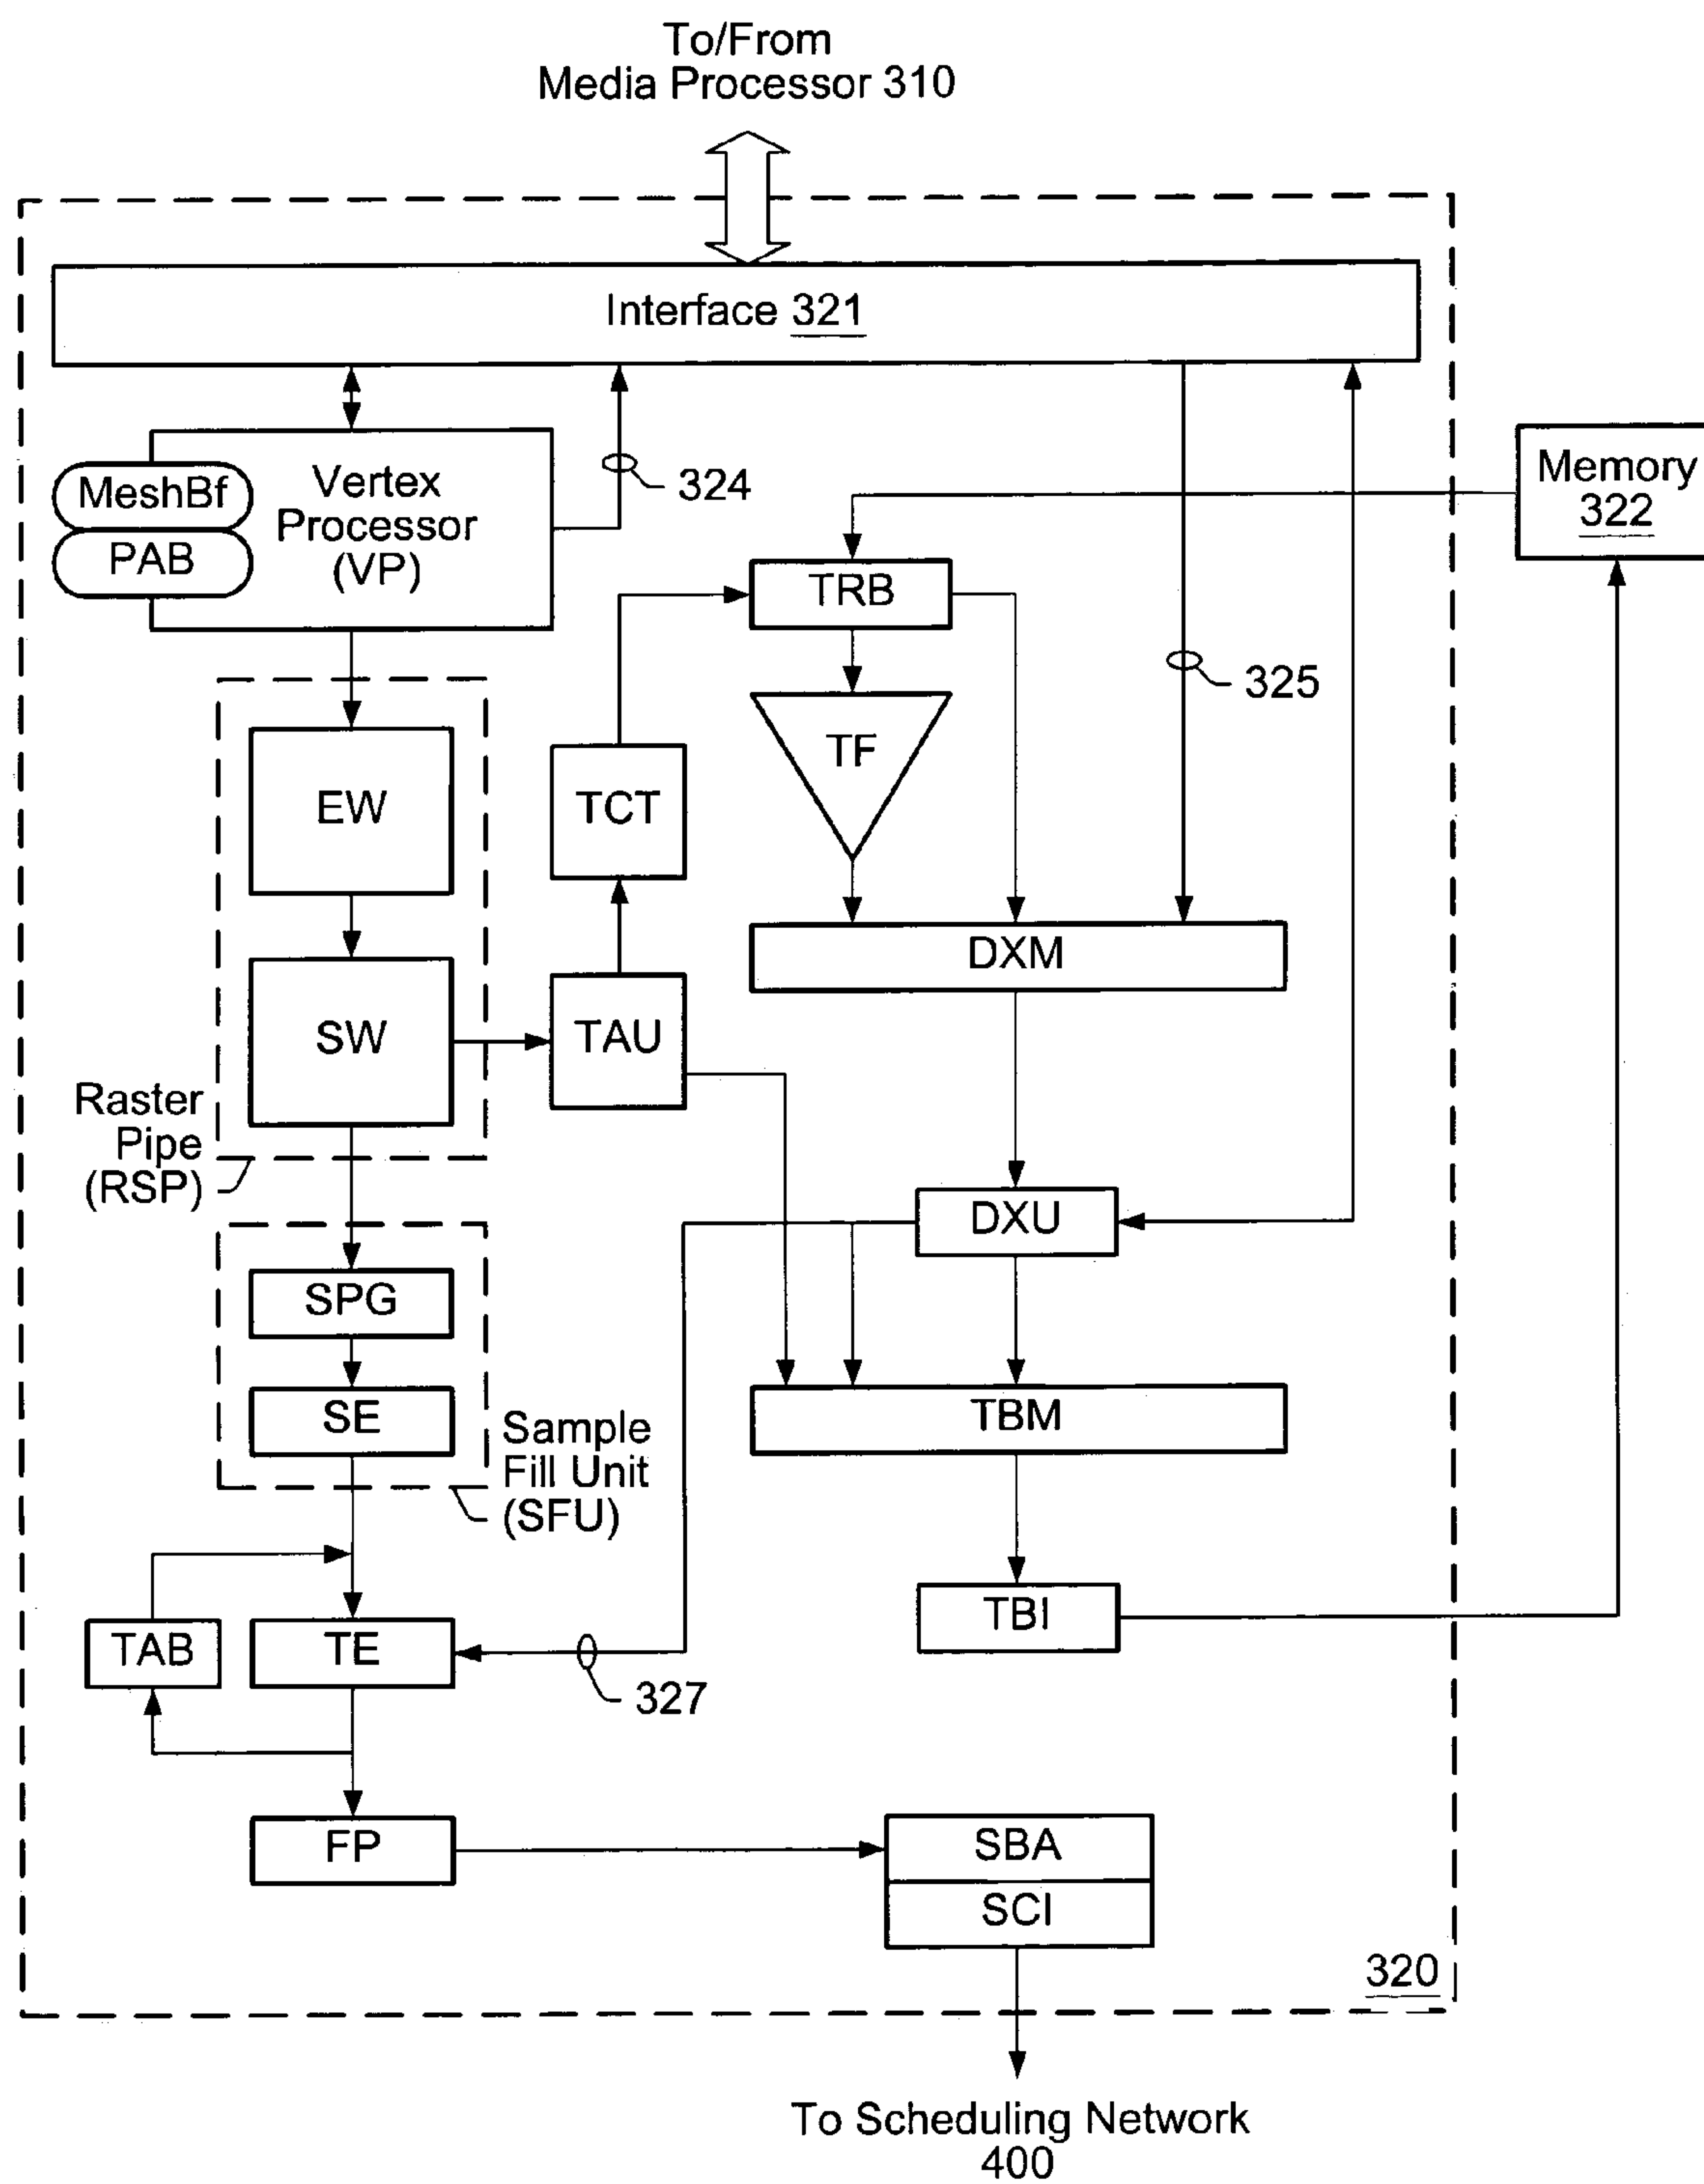 To/From
Media Processor 310
Interface 321
MeshBf
PAB
Vertex
Processor
(VP)
324
Memory
322
TRB
325
TF
EW
TCT
DXM
SW
TAU
Raster
Pipe
(RSP)
DXU
SPG
SE
TBM
Sample
Fill Unit
(SFU)
TBI
TAB
TE
327
FP
SBA
SCI
320
To Scheduling Network
400